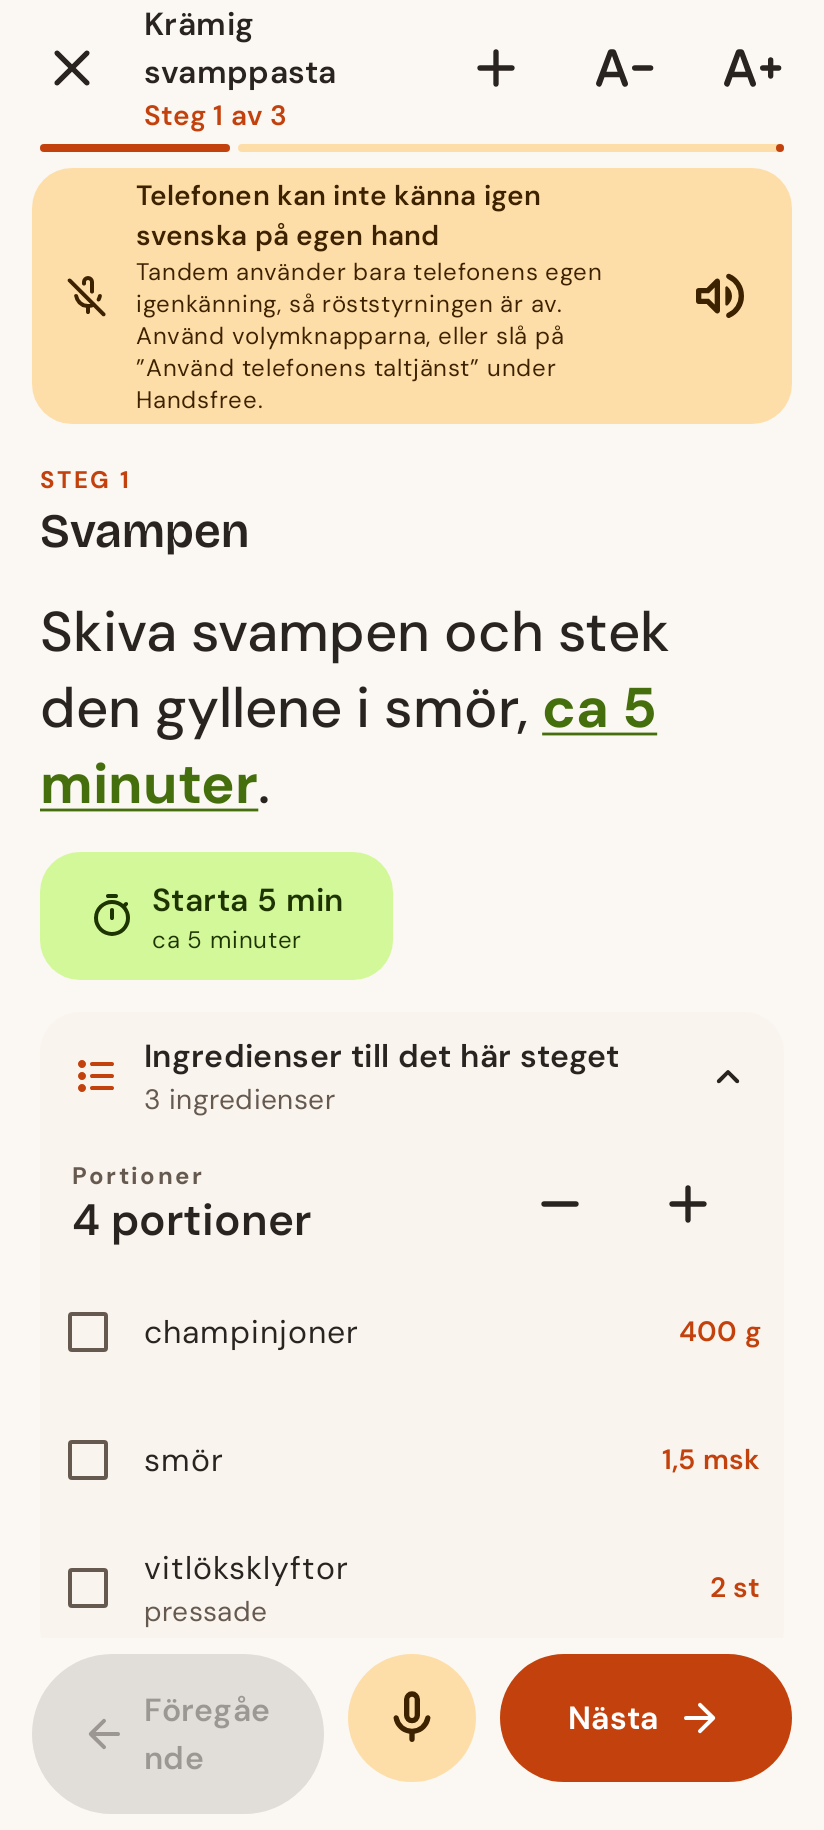 Krämig
svamppasta
Steg 1 av 3
A−
A+
Telefonen kan inte känna igen
svenska på egen hand
Tandem använder bara telefonens egen
igenkänning, så röststyrningen är av.
Använd volymknapparna, eller slå på
”Använd telefonens taltjänst” under
Handsfree.
STEG 1
Svampen
Skiva svampen och stek
den gyllene i smör, ca 5
minuter.
Starta 5 min
ca 5 minuter
Ingredienser till det här steget
3 ingredienser
Portioner
4 portioner
champinjoner 400 g
smör 1,5 msk
vitlöksklyftor 2 st
pressade
Föregåe
nde
Nästa